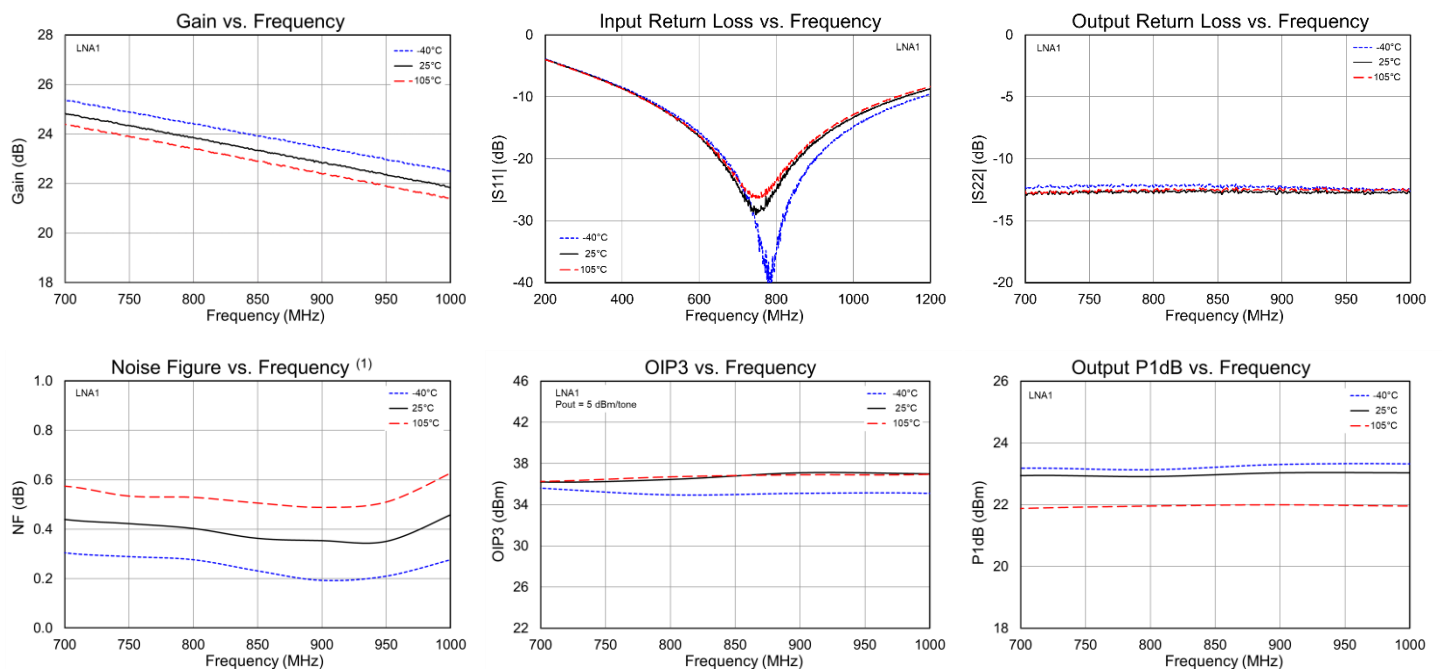 Gain vs. Frequency
28
26
24
22
20
18
Gain (dB)
LNA1
-40°C
25°C
105°C
700 750 800 850 900 950 1000
Frequency (MHz)
Input Return Loss vs. Frequency
0
-10
-20
-30
-40
|S11| (dB)
LNA1
-40°C
25°C
105°C
200 400 600 800 1000 1200
Frequency (MHz)
Output Return Loss vs. Frequency
0
-5
-10
-15
-20
|S22| (dB)
LNA1
-40°C
25°C
105°C
700 750 800 850 900 950 1000
Frequency (MHz)
Noise Figure vs. Frequency (1)
1.0
0.8
0.6
0.4
0.2
0.0
NF (dB)
LNA1
-40°C
25°C
105°C
700 750 800 850 900 950 1000
Frequency (MHz)
OIP3 vs. Frequency
46
42
38
34
30
26
22
OIP3 (dBm)
LNA1
Pout = 5 dBm/tone
-40°C
25°C
105°C
700 750 800 850 900 950 1000
Frequency (MHz)
Output P1dB vs. Frequency
26
24
22
20
18
P1dB (dBm)
LNA1
-40°C
25°C
105°C
700 750 800 850 900 950 1000
Frequency (MHz)